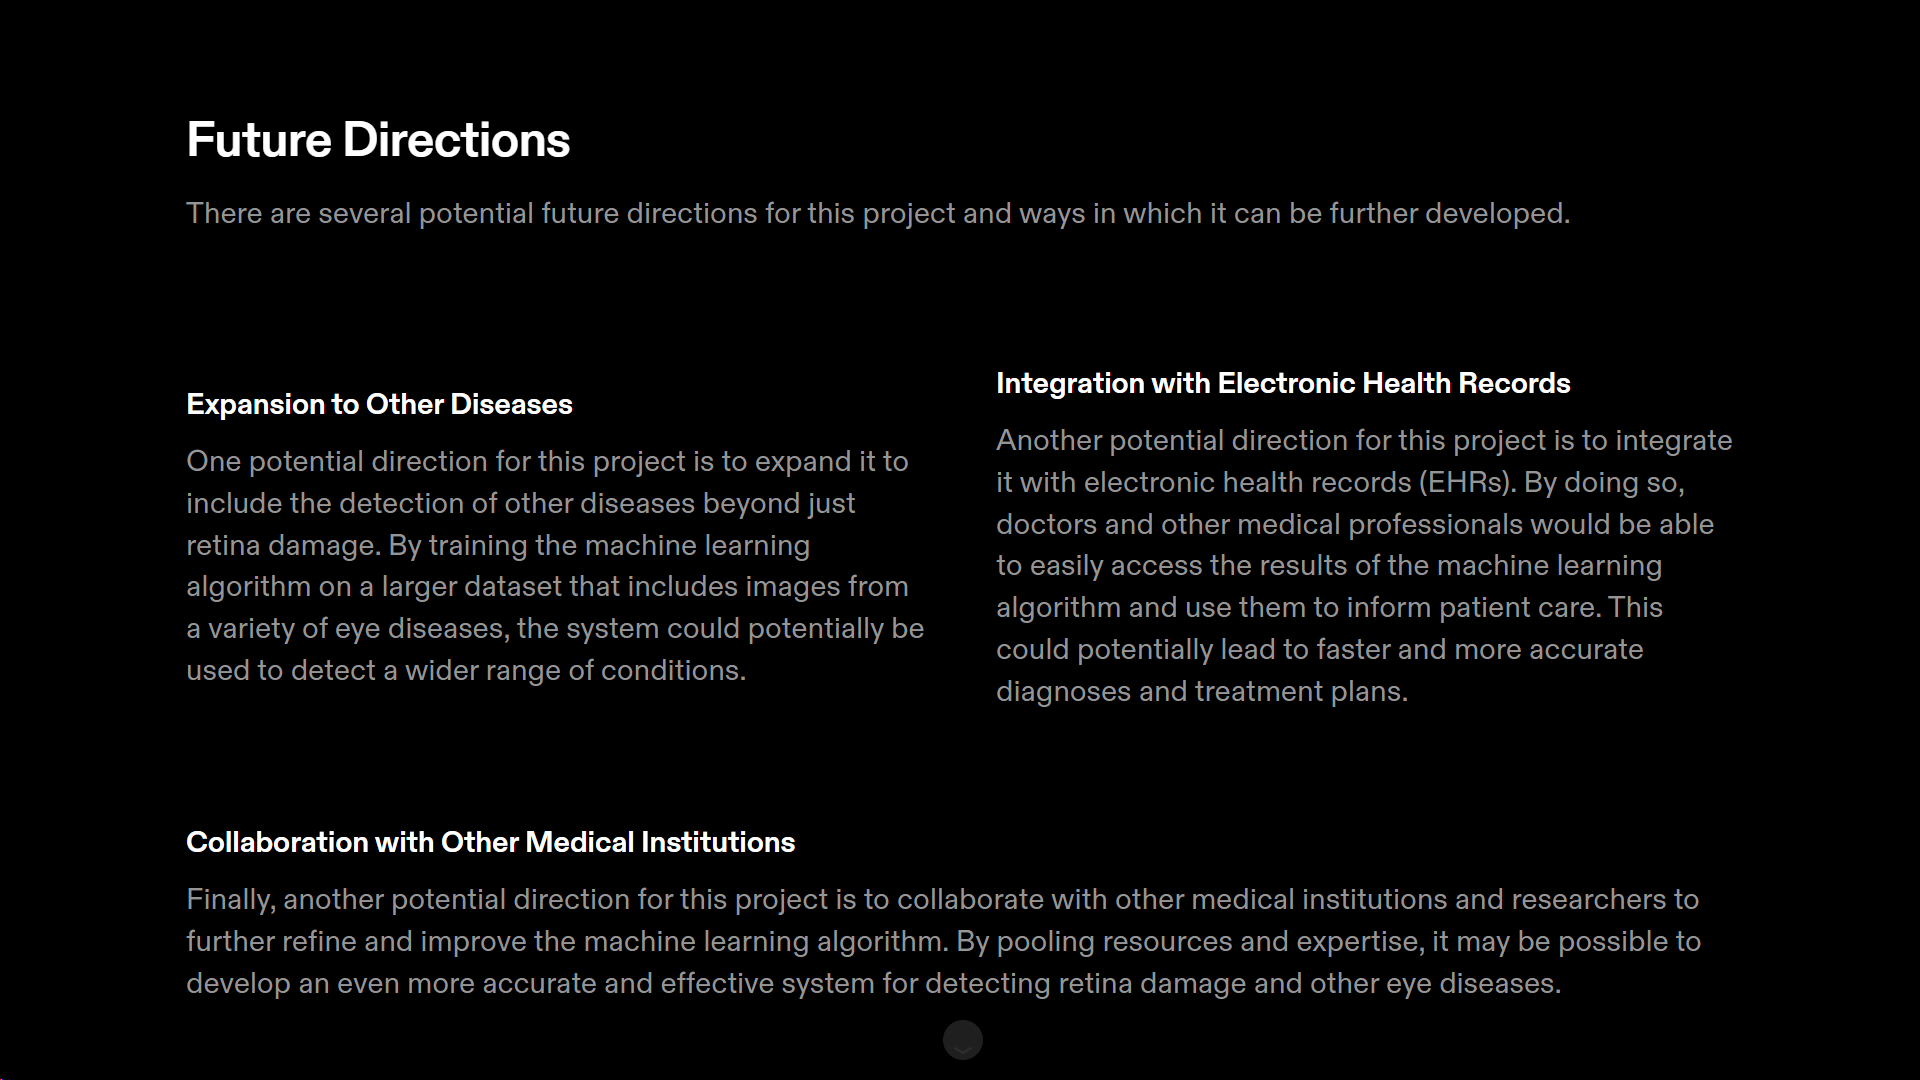 Future Directions
There are several potential future directions for this project and ways in which it can be further developed.
Expansion to Other Diseases
One potential direction for this project is to expand it to
include the detection of other diseases beyond just
retina damage. By training the machine learning
algorithm on a larger dataset that includes images from
a variety of eye diseases, the system could potentially be
used to detect a wider range of conditions.
Integration with Electronic Health Records
Another potential direction for this project is to integrate
it with electronic health records (EHRs). By doing so,
doctors and other medical professionals would be able
to easily access the results of the machine learning
algorithm and use them to inform patient care. This
could potentially lead to faster and more accurate
diagnoses and treatment plans.
Collaboration with Other Medical Institutions
Finally, another potential direction for this project is to collaborate with other medical institutions and researchers to
further refine and improve the machine learning algorithm. By pooling resources and expertise, it may be possible to
develop an even more accurate and effective system for detecting retina damage and other eye diseases.